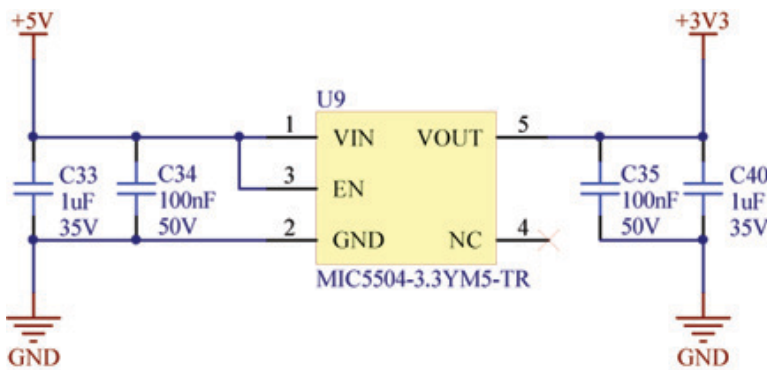 +5V
+3V3
U9
1
VIN
VOUT
5
C33
1uF
35V
C34
100nF
50V
3
EN
C35
100nF
50V
C40
1uF
35V
2
GND
NC
4
MIC5504-3.3YM5-TR
GND
GND